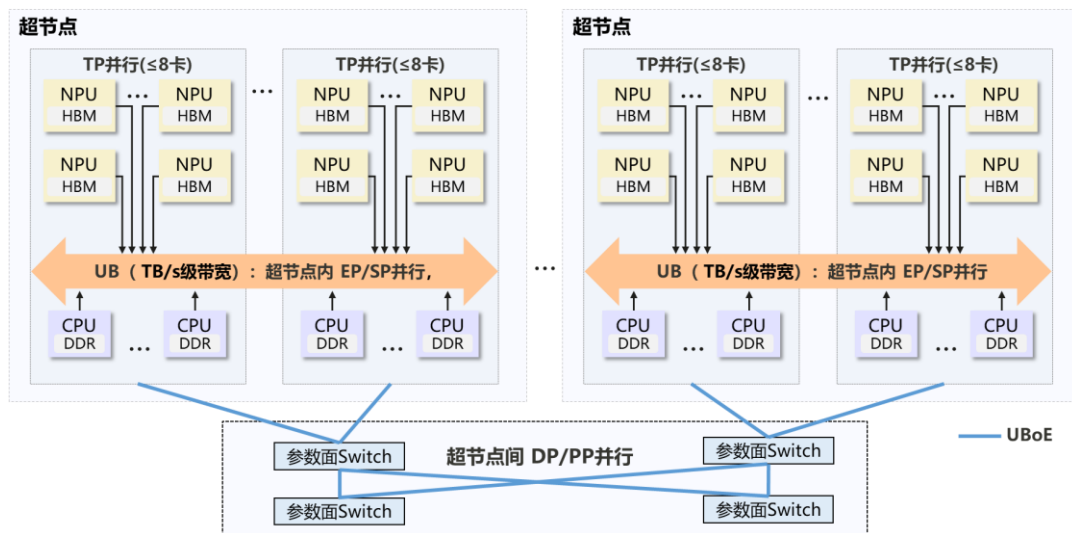 超节点
超节点
TP并行(≤8卡)
TP并行(≤8卡)
TP并行(≤8卡)
TP并行(≤8卡)
NPU ... NPU ... NPU ... NPU ... NPU ... NPU ... NPU ... NPU
HBM HBM HBM HBM HBM HBM HBM HBM
NPU NPU NPU NPU NPU NPU NPU NPU
HBM HBM HBM HBM HBM HBM HBM HBM
UB（TB/s级带宽）: 超节点内 EP/SP并行,
...
UB（TB/s级带宽）: 超节点内 EP/SP并行
CPU CPU CPU CPU CPU CPU CPU CPU
DDR ... DDR DDR ... DDR DDR ... DDR DDR ... DDR
参数面Switch
超节点间 DP/PP并行
参数面Switch
UBoE
参数面Switch
参数面Switch